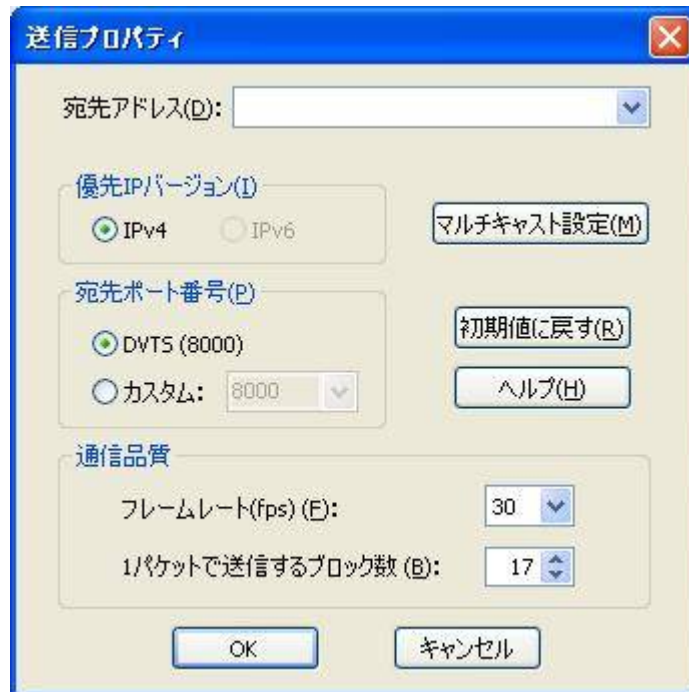 送信プロパティ
宛先アドレス(D):
優先IPバージョン(I)
IPv4 IPv6
マルチキャスト設定(M)
宛先ポート番号(P)
DVTS (8000)
カスタム: 8000
初期値に戻す(R)
ヘルプ(H)
通信品質
フレームレート(fps) (F): 30
1パケットで送信するブロック数 (B): 17
OK キャンセル